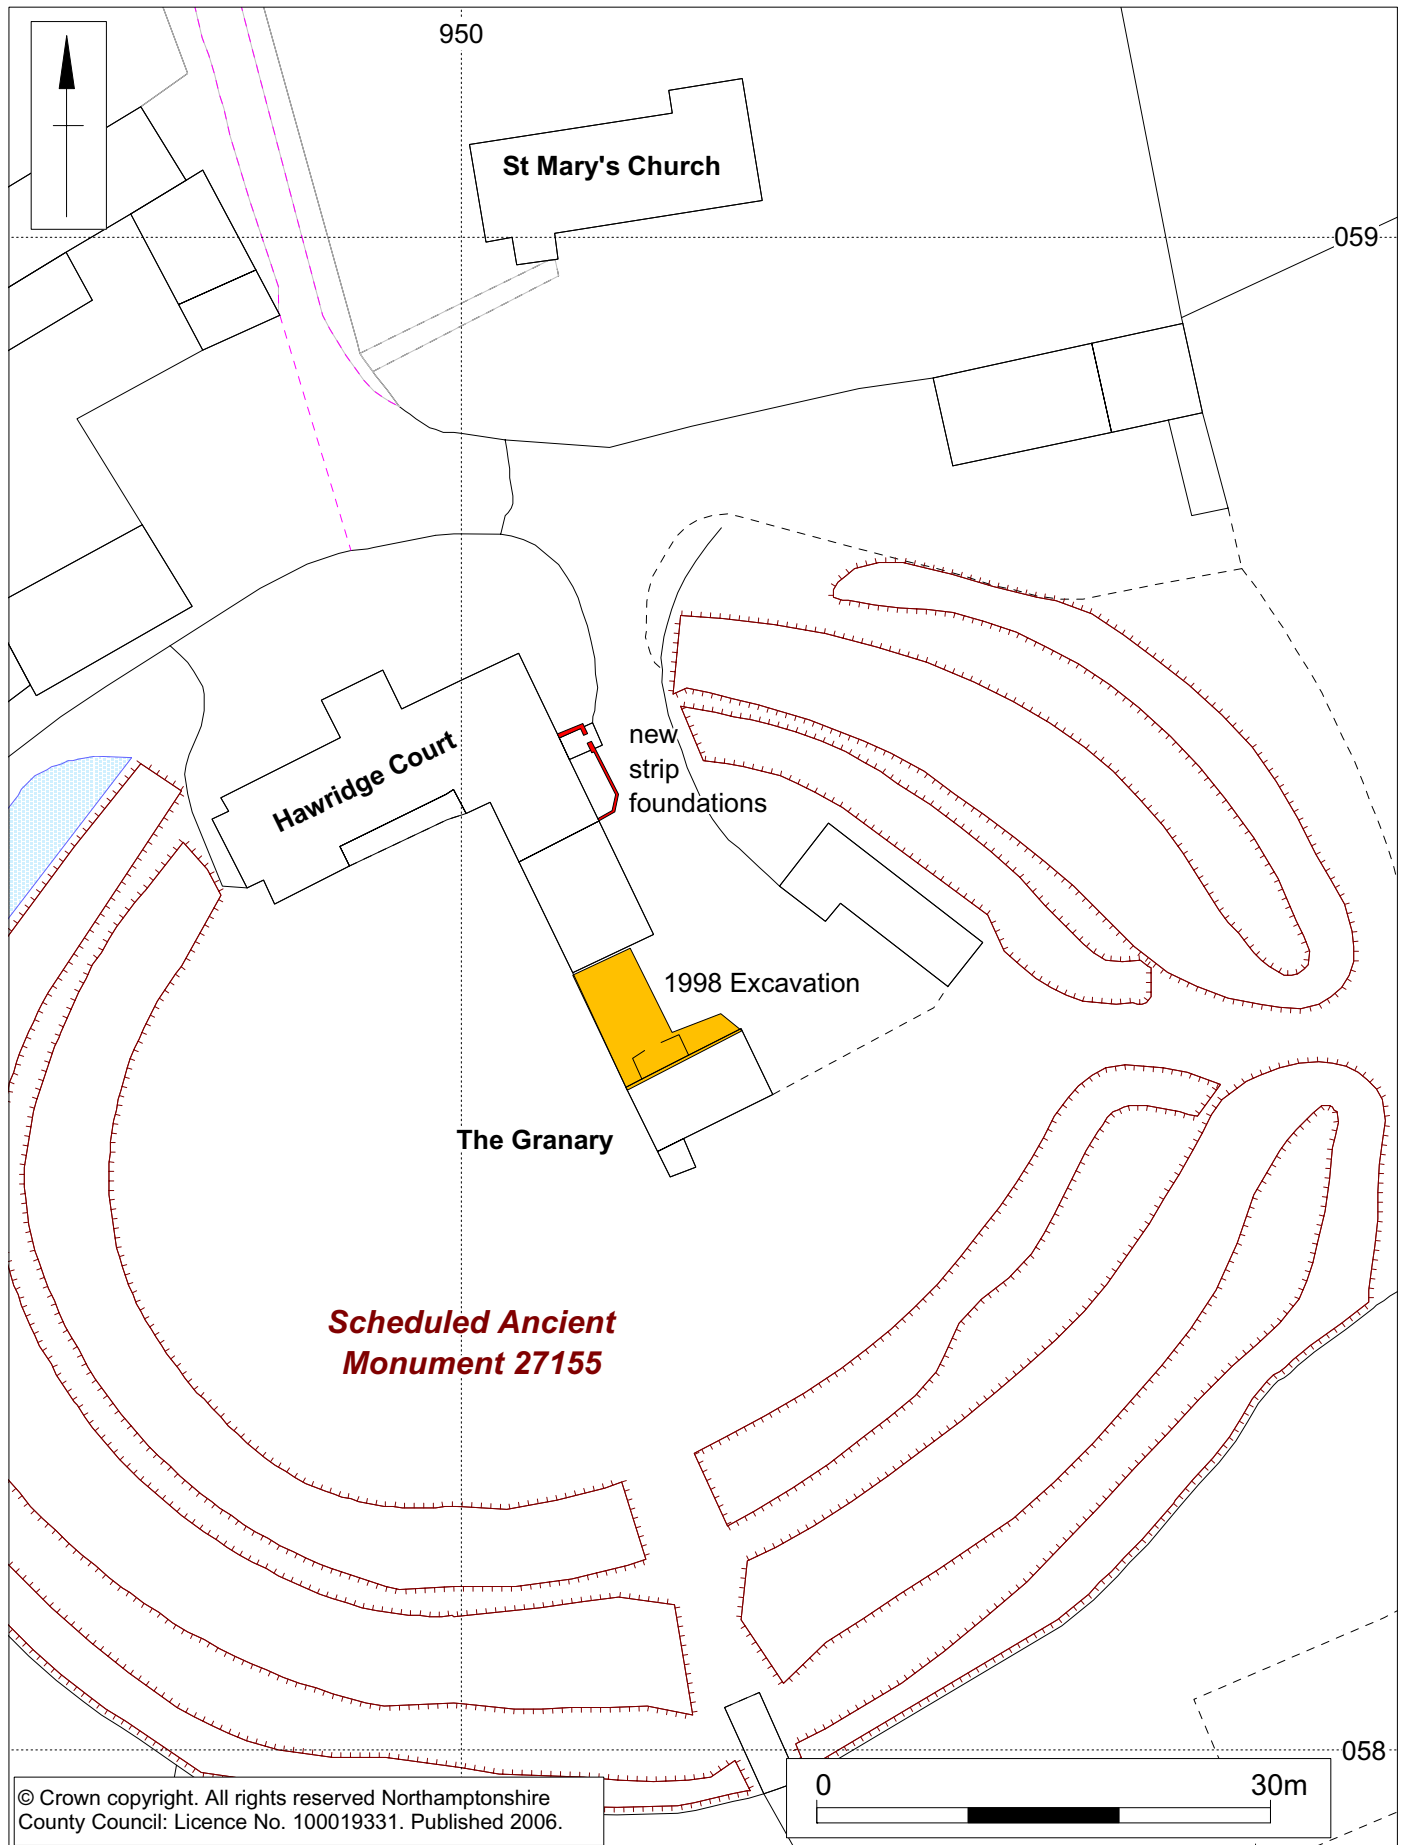 950
St Mary's Church
059
new
strip
foundations
Hawridge Court
1998 Excavation
The Granary
Scheduled Ancient
Monument 27155
058
0 30m
© Crown copyright. All rights reserved Northamptonshire
County Council: Licence No. 100019331. Published 2006.